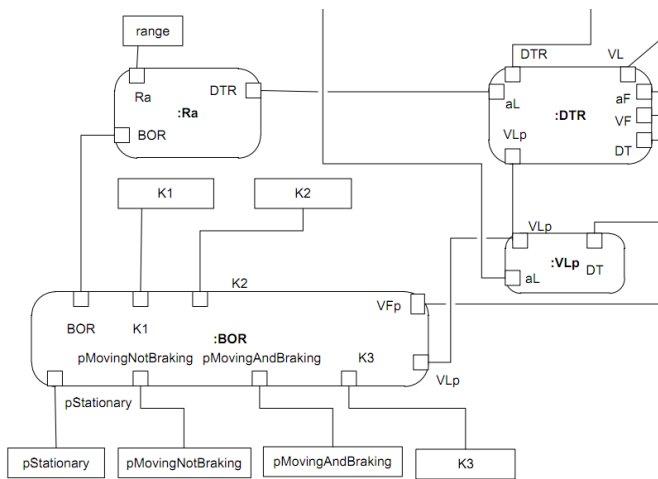 range
DTR
VL
Ra
DTR
aL
aF
:Ra
:DTR
VF
BOR
VLp
DT
K1
K2
VLp
:VLp
aL
DT
K2
VFp
BOR
K1
:BOR
pMovingNotBraking
pMovingAndBraking
K3
VLp
pStationary
pStationary
pMovingNotBraking
pMovingAndBraking
K3